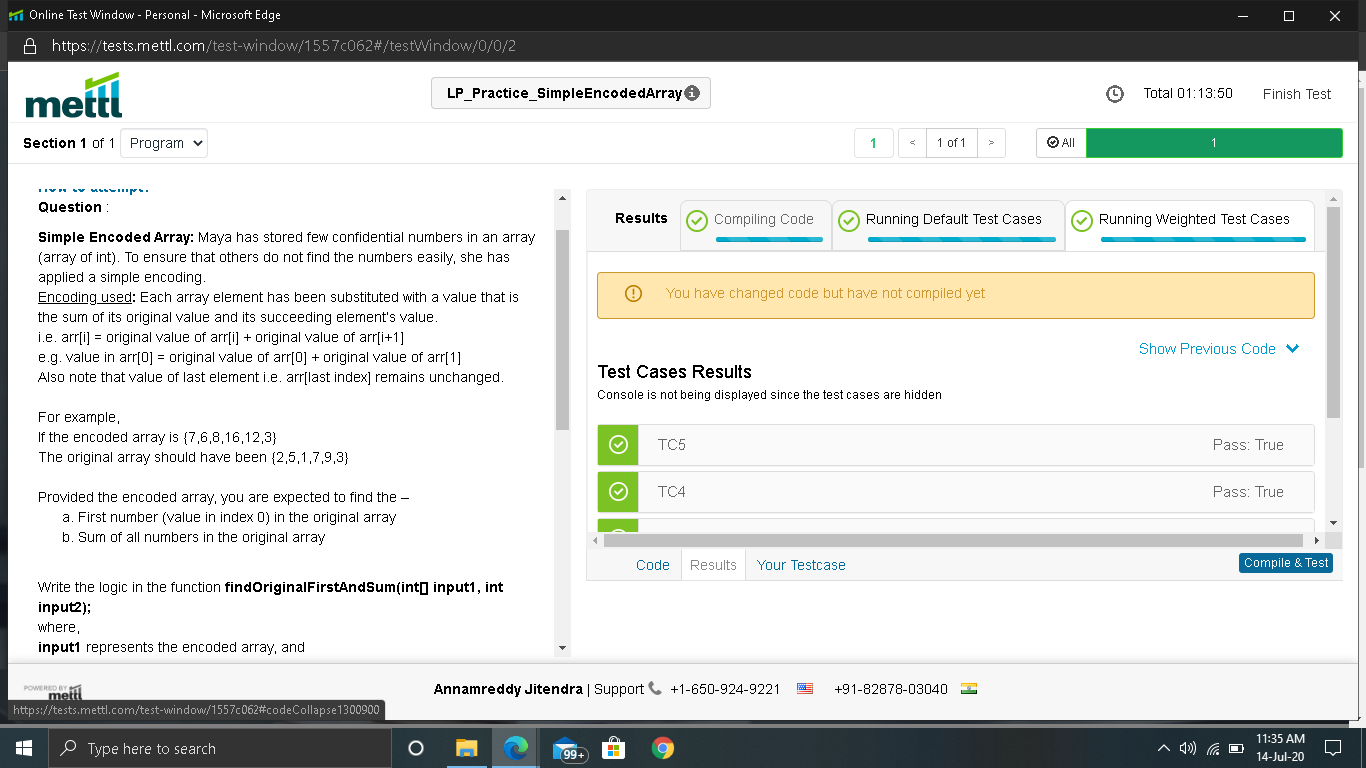 Online Test Window - Personal - Microsoft Edge
https://tests.mettl.com/test-window/1557c062#/testWindow/0/0/2
mettl
LP_Practice_SimpleEncodedArray
Total 01:13:50
Finish Test
Section 1 of 1 Program
1
< 1 of 1 >
All 1
How to attempt?
Question :
Simple Encoded Array: Maya has stored few confidential numbers in an array
(array of int). To ensure that others do not find the numbers easily, she has
applied a simple encoding.
Encoding used: Each array element has been substituted with a value that is
the sum of its original value and its succeeding element's value.
i.e. arr[i] = original value of arr[i] + original value of arr[i+1]
e.g. value in arr[0] = original value of arr[0] + original value of arr[1]
Also note that value of last element i.e. arr[last index] remains unchanged.
For example,
If the encoded array is {7,6,8,16,12,3}
The original array should have been {2,5,1,7,9,3}
Provided the encoded array, you are expected to find the –
a. First number (value in index 0) in the original array
b. Sum of all numbers in the original array
Write the logic in the function findOriginalFirstAndSum(int[] input1, int
input2);
where,
input1 represents the encoded array, and
Results
Compiling Code
Running Default Test Cases
Running Weighted Test Cases
You have changed code but have not compiled yet
Show Previous Code
Test Cases Results
Console is not being displayed since the test cases are hidden
TC5 Pass: True
TC4 Pass: True
Code Results Your Testcase
Compile & Test
POWERED BY mettl
Annamreddy Jitendra | Support +1-650-924-9221 +91-82878-03040
https://tests.mettl.com/test-window/1557c062#codeCollapse1300900
Type here to search
99+
11:35 AM
14-Jul-20